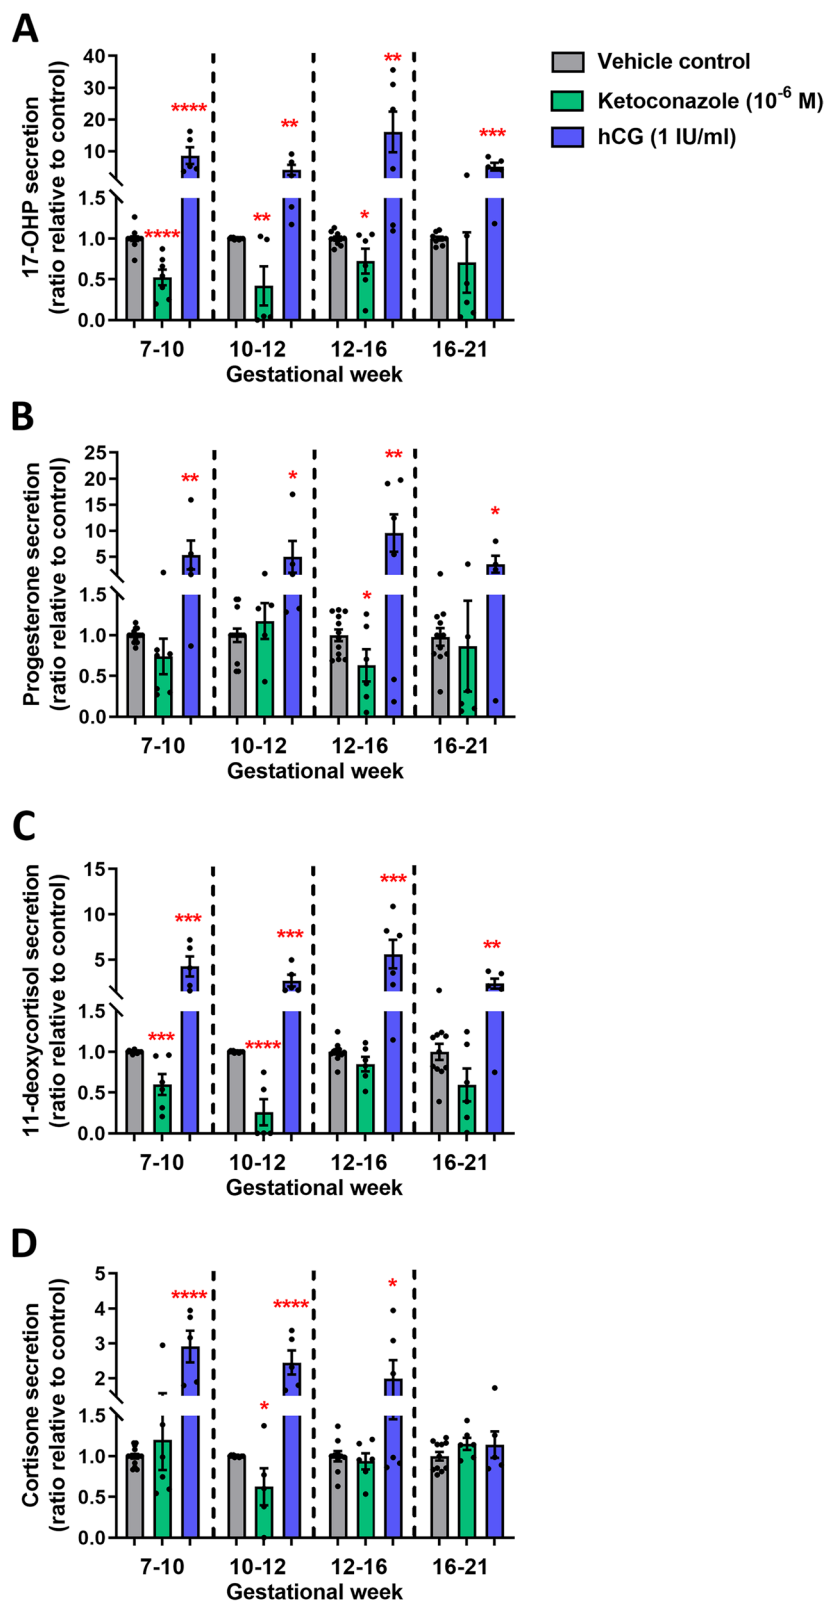 A
17-OHP secretion
(ratio relative to control)
40
30
20
10
1.5
1.0
0.5
0.0
**** **** ** ** * ** ***
7-10 10-12 12-16 16-21
Gestational week
Vehicle control
Ketoconazole (10⁻⁶ M)
hCG (1 IU/ml)
B
Progesterone secretion
(ratio relative to control)
25
20
15
10
5
1.5
1.0
0.5
0.0
** * * ** *
7-10 10-12 12-16 16-21
Gestational week
C
11-deoxycortisol secretion
(ratio relative to control)
15
10
5
1.5
1.0
0.5
0.0
*** *** **** *** *** **
7-10 10-12 12-16 16-21
Gestational week
D
Cortisone secretion
(ratio relative to control)
5
4
3
2
1.5
1.0
0.5
0.0
**** * **** *
7-10 10-12 12-16 16-21
Gestational week